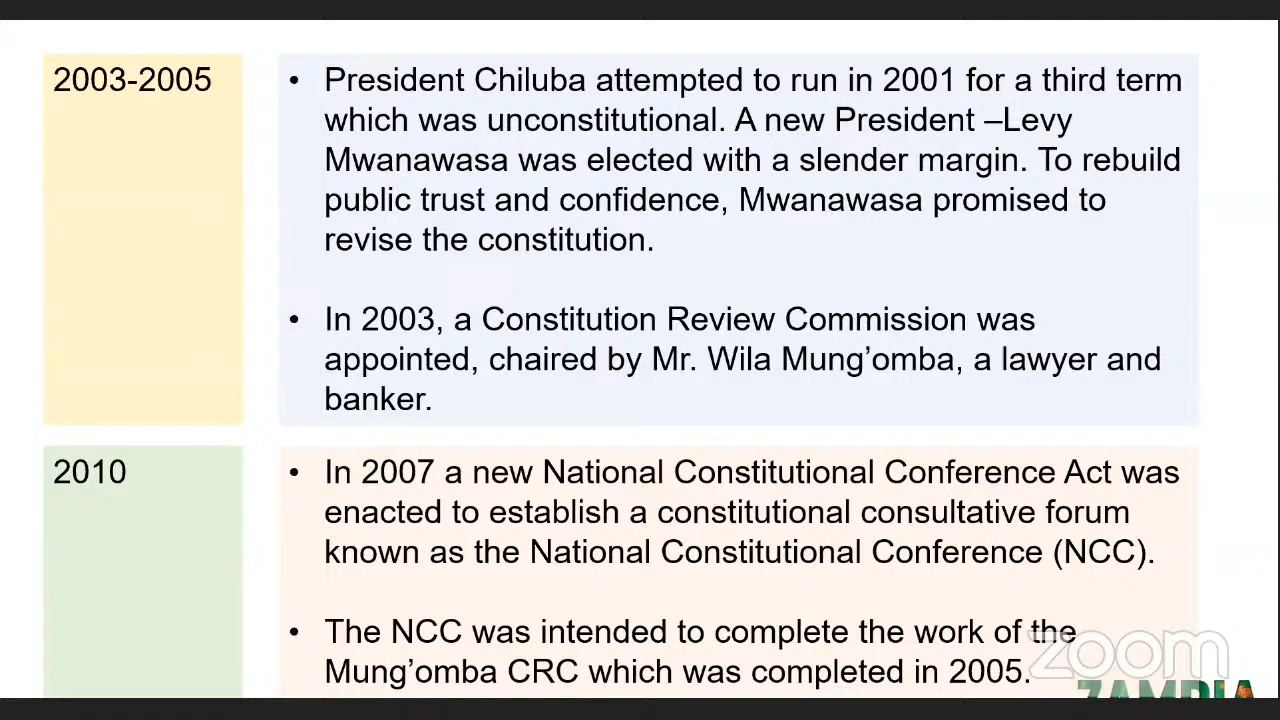 2003-2005
• President Chiluba attempted to run in 2001 for a third term
which was unconstitutional. A new President –Levy
Mwanawasa was elected with a slender margin. To rebuild
public trust and confidence, Mwanawasa promised to
revise the constitution.
• In 2003, a Constitution Review Commission was
appointed, chaired by Mr. Wila Mung’omba, a lawyer and
banker.
2010
• In 2007 a new National Constitutional Conference Act was
enacted to establish a constitutional consultative forum
known as the National Constitutional Conference (NCC).
• The NCC was intended to complete the work of the
Mung’omba CRC which was completed in 2005.
zoom
ZAMBIA